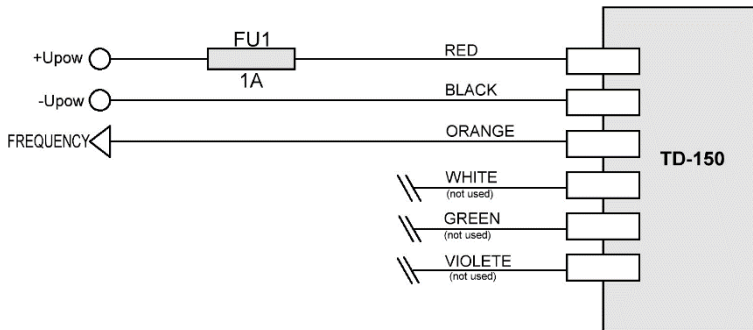 FU1
+Upow
RED
1A
-Upow
BLACK
FREQUENCY
ORANGE
TD-150
WHITE
(not used)
GREEN
(not used)
VIOLETE
(not used)